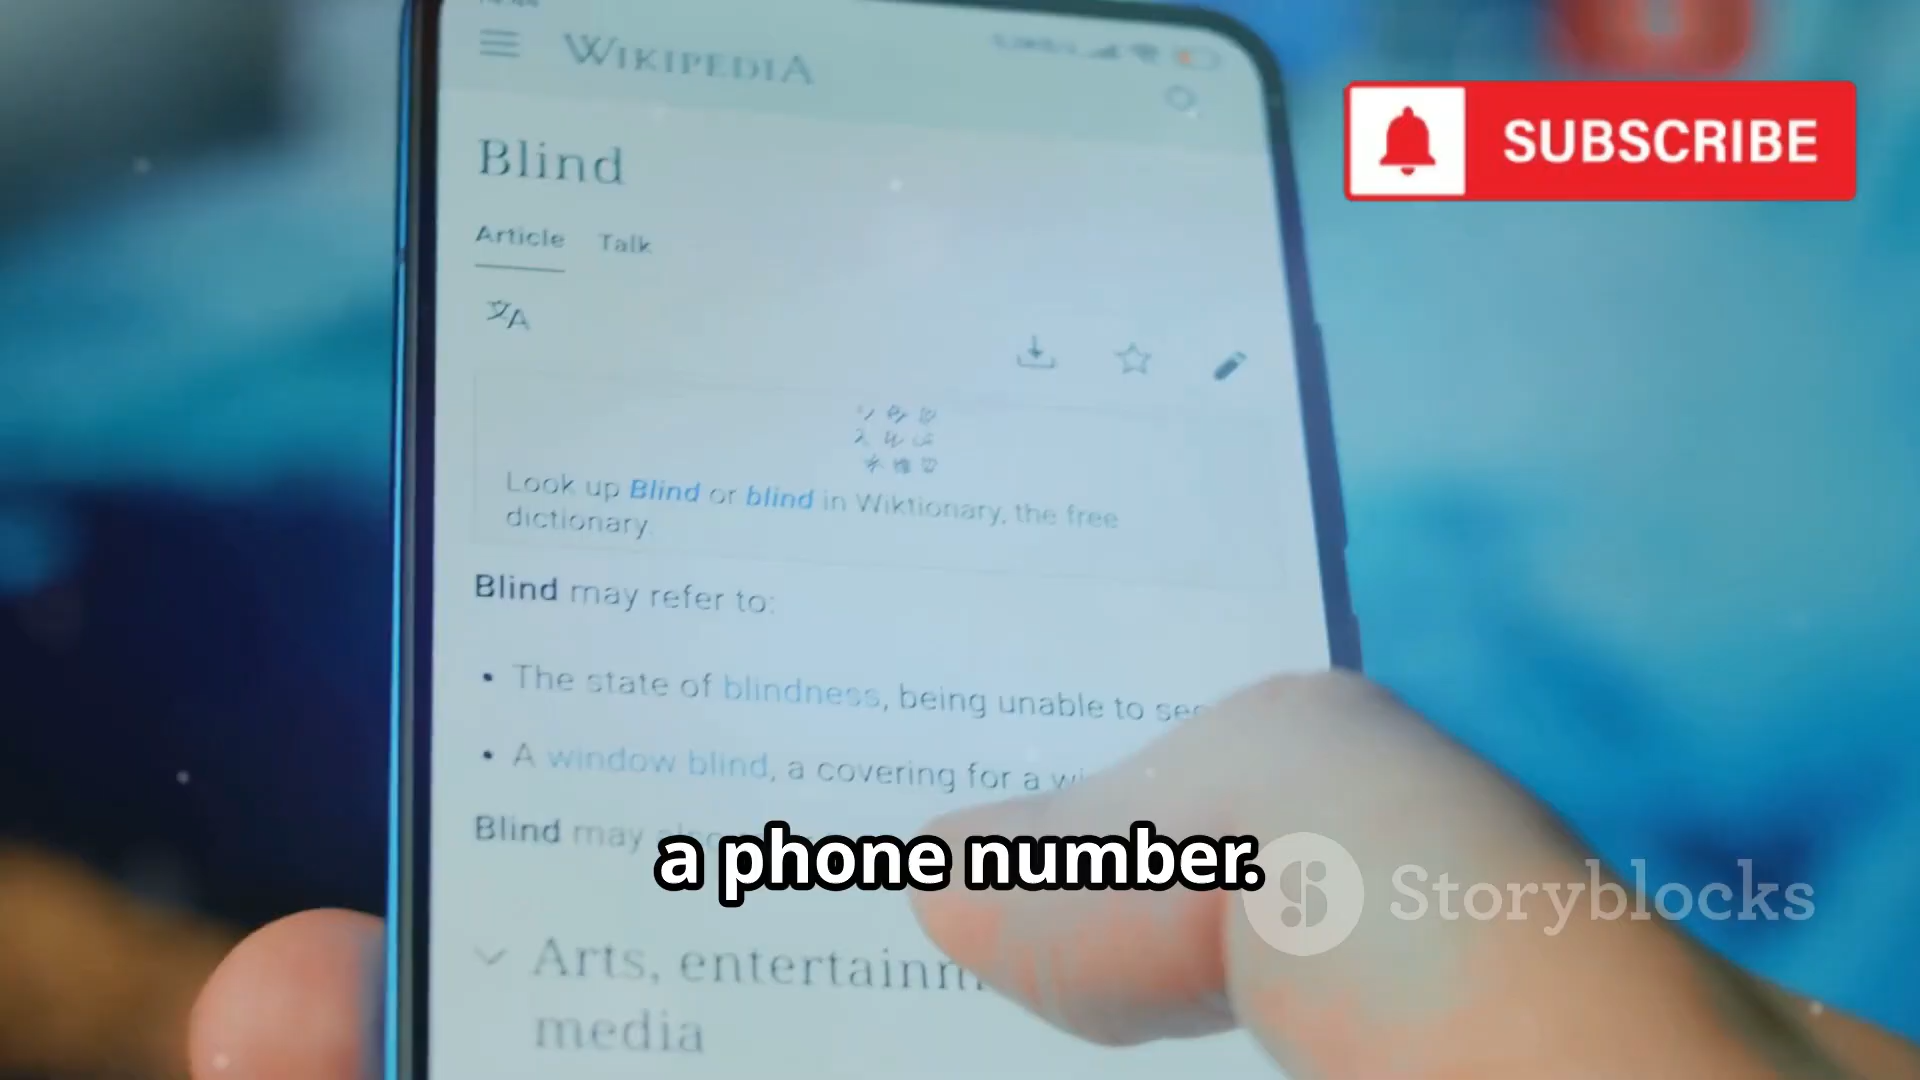 WIKIPEDIA
SUBSCRIBE
Blind
Article Talk
Look up Blind or blind in Wiktionary, the free
dictionary.
Blind may refer to:
The state of blindness, being unable to see
A window blind, a covering for a
Blind may
a phone number.
Storyblocks
Arts,
media